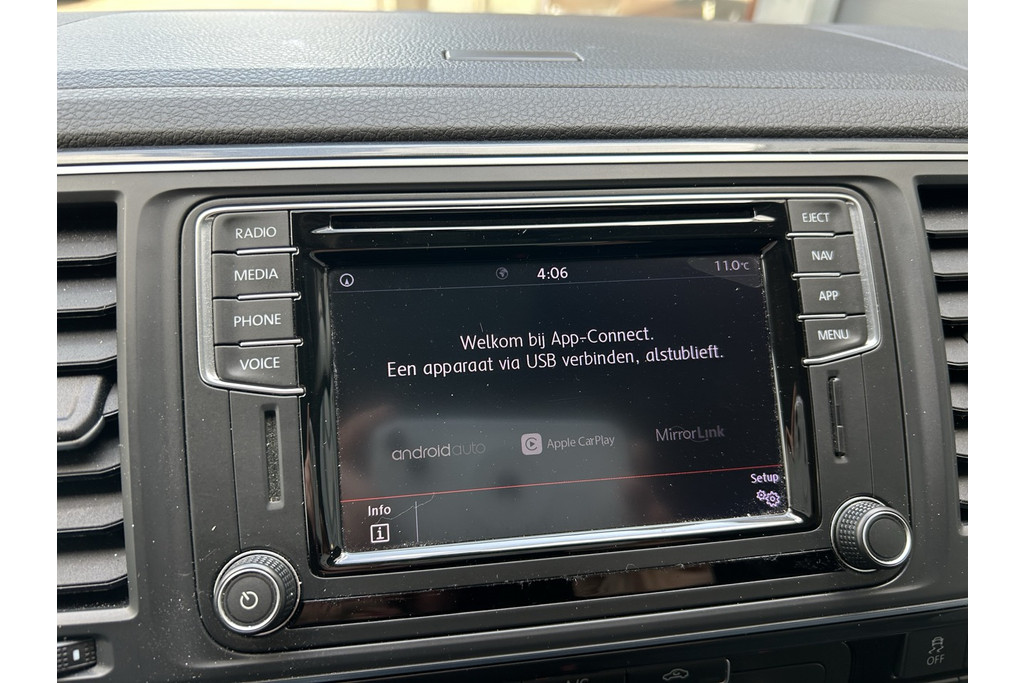 RADIO
MEDIA
PHONE
VOICE
EJECT
NAV
APP
MENU
4:06
11.0°C
Welkom bij App-Connect.
Een apparaat via USB verbinden, alstublieft.
androidauto
Apple CarPlay
MirrorLink
Info
i
Setup
OFF